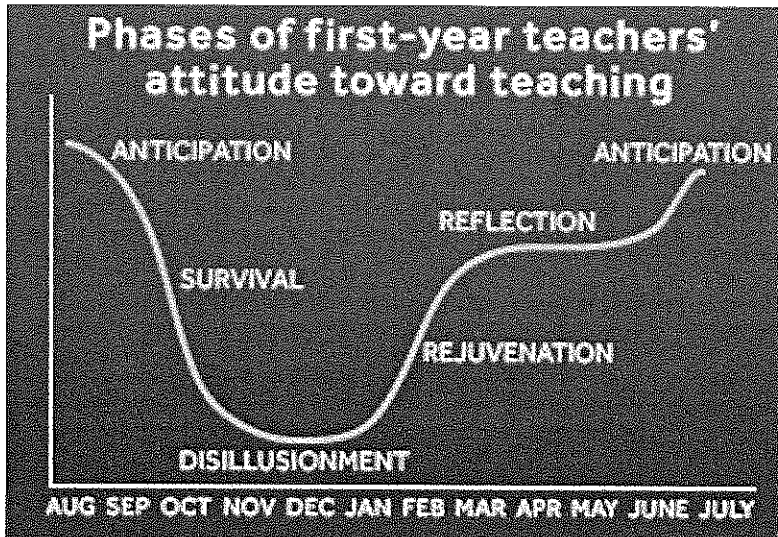 Phases of first-year teachers'
attitude toward teaching
ANTICIPATION
ANTICIPATION
REFLECTION
SURVIVAL
REJUVENATION
DISILLUSIONMENT
AUG SEP OCT NOV DEC JAN FEB MAR APR MAY JUNE JULY